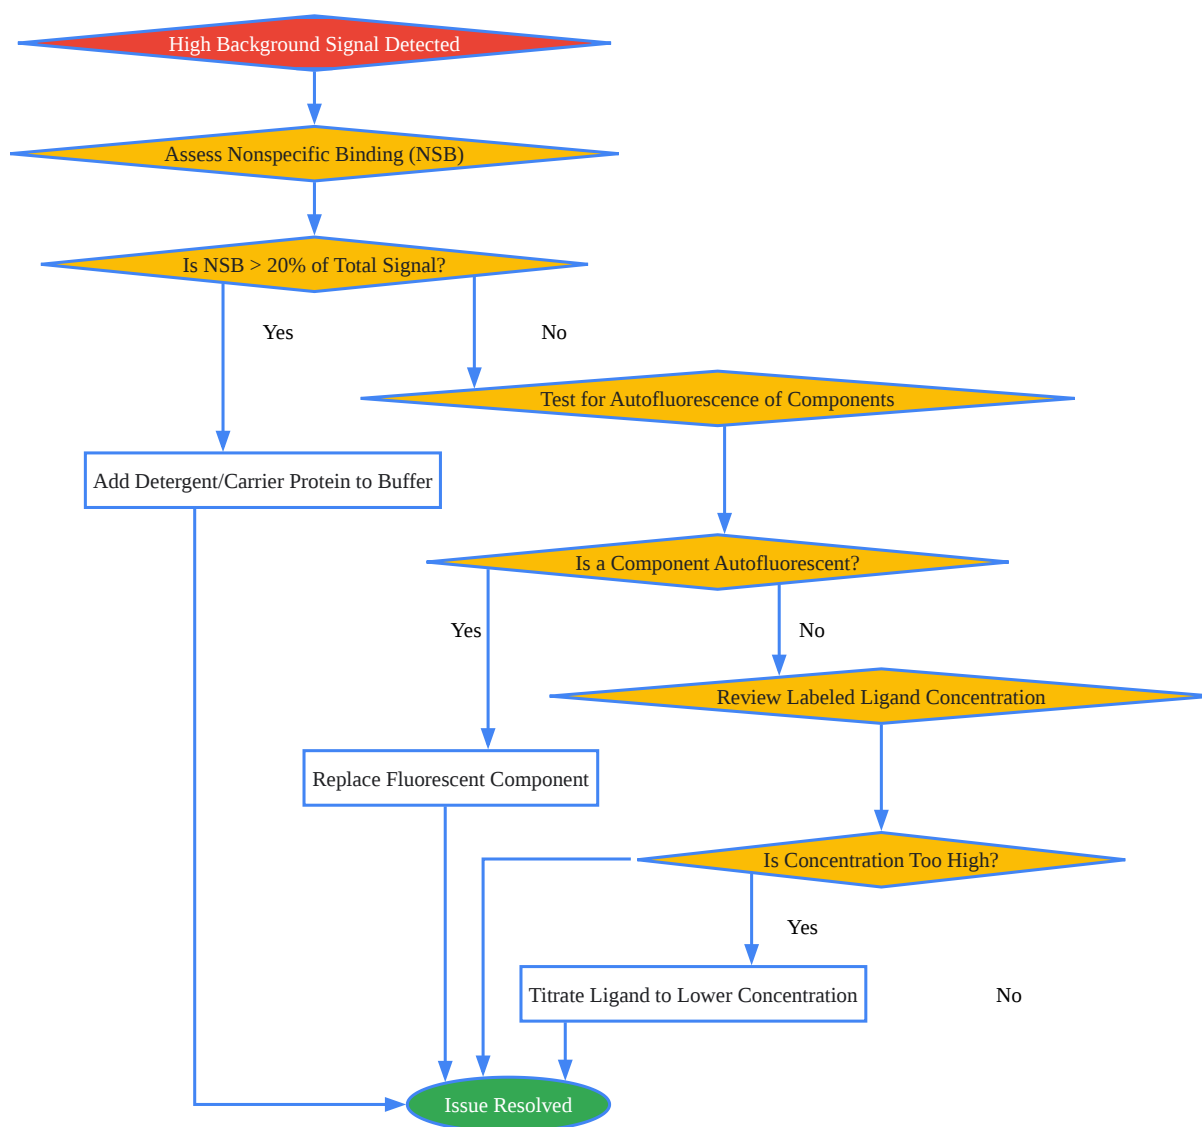 High Background Signal Detected
Assess Nonspecific Binding (NSB)
Is NSB > 20% of Total Signal?
Yes
No
Test for Autofluorescence of Components
Add Detergent/Carrier Protein to Buffer
Is a Component Autofluorescent?
Yes
No
Review Labeled Ligand Concentration
Replace Fluorescent Component
Is Concentration Too High?
Yes
Titrate Ligand to Lower Concentration
No
Issue Resolved